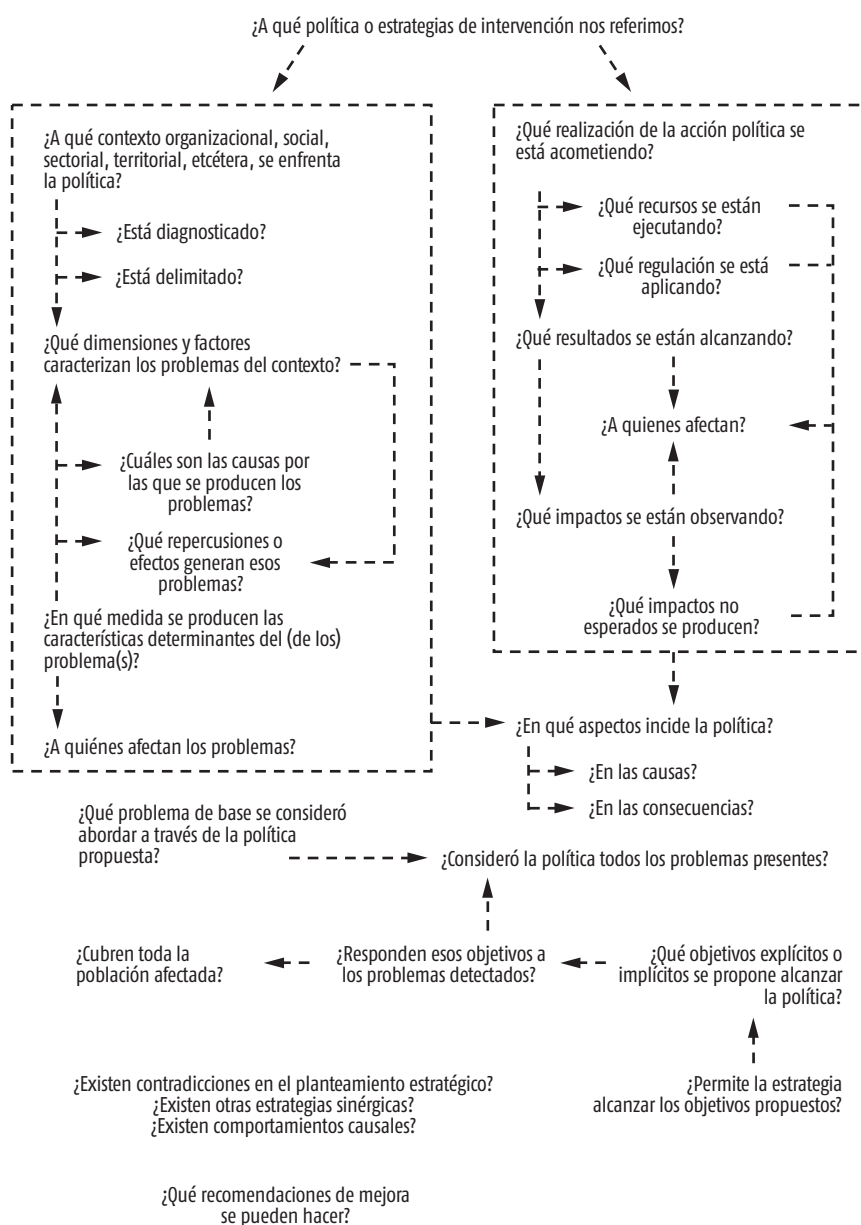 ¿A qué política o estrategias de intervención nos referimos?
¿A qué contexto organizacional, social,
sectorial, territorial, etcétera, se enfrenta
la política?
¿Está diagnosticado?
¿Está delimitado?
¿Qué dimensiones y factores
caracterizan los problemas del contexto?
¿Cuáles son las causas por
las que se producen los
problemas?
¿Qué repercusiones o
efectos generan esos
problemas?
¿En qué medida se producen las
características determinantes del (de los)
problema(s)?
¿A quiénes afectan los problemas?
¿Qué realización de la acción política se
está acometiendo?
¿Qué recursos se están
ejecutando?
¿Qué regulación se está
aplicando?
¿Qué resultados se están alcanzando?
¿A quienes afectan?
¿Qué impactos se están observando?
¿Qué impactos no
esperados se producen?
¿En qué aspectos incide la política?
¿En las causas?
¿En las consecuencias?
¿Qué problema de base se consideró
abordar a través de la política
propuesta?
¿Consideró la política todos los problemas presentes?
¿Cubren toda la
población afectada?
¿Responden esos objetivos a
los problemas detectados?
¿Qué objetivos explícitos o
implícitos se propone alcanzar
la política?
¿Existen contradicciones en el planteamiento estratégico?
¿Existen otras estrategias sinérgicas?
¿Existen comportamientos causales?
¿Permite la estrategia
alcanzar los objetivos propuestos?
¿Qué recomendaciones de mejora
se pueden hacer?